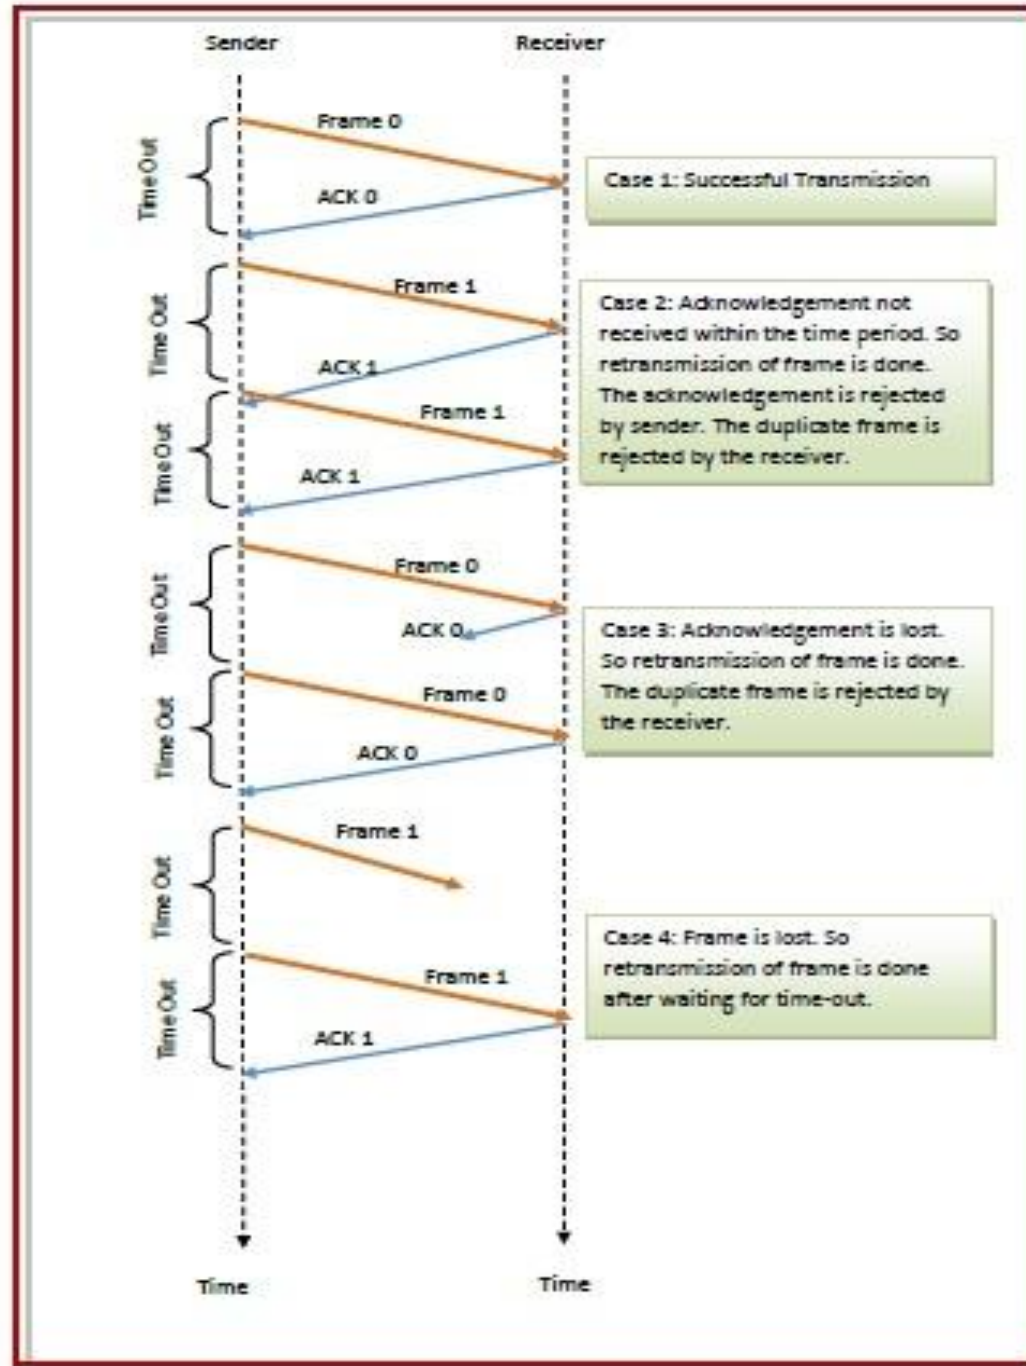 Sender
Receiver
Time Out
Frame 0
ACK 0
Case 1: Successful Transmission
Time Out
Frame 1
ACK 1
Case 2: Acknowledgement not
received within the time period. So
retransmission of frame is done.
The acknowledgement is rejected
by sender. The duplicate frame is
rejected by the receiver.
Time Out
Frame 1
ACK 1
Time Out
Frame 0
ACK 0
Case 3: Acknowledgement is lost.
So retransmission of frame is done.
The duplicate frame is rejected by
the receiver.
Time Out
Frame 0
ACK 0
Time Out
Frame 1
Case 4: Frame is lost. So
retransmission of frame is done
after waiting for time-out.
Time Out
Frame 1
ACK 1
Time
Time